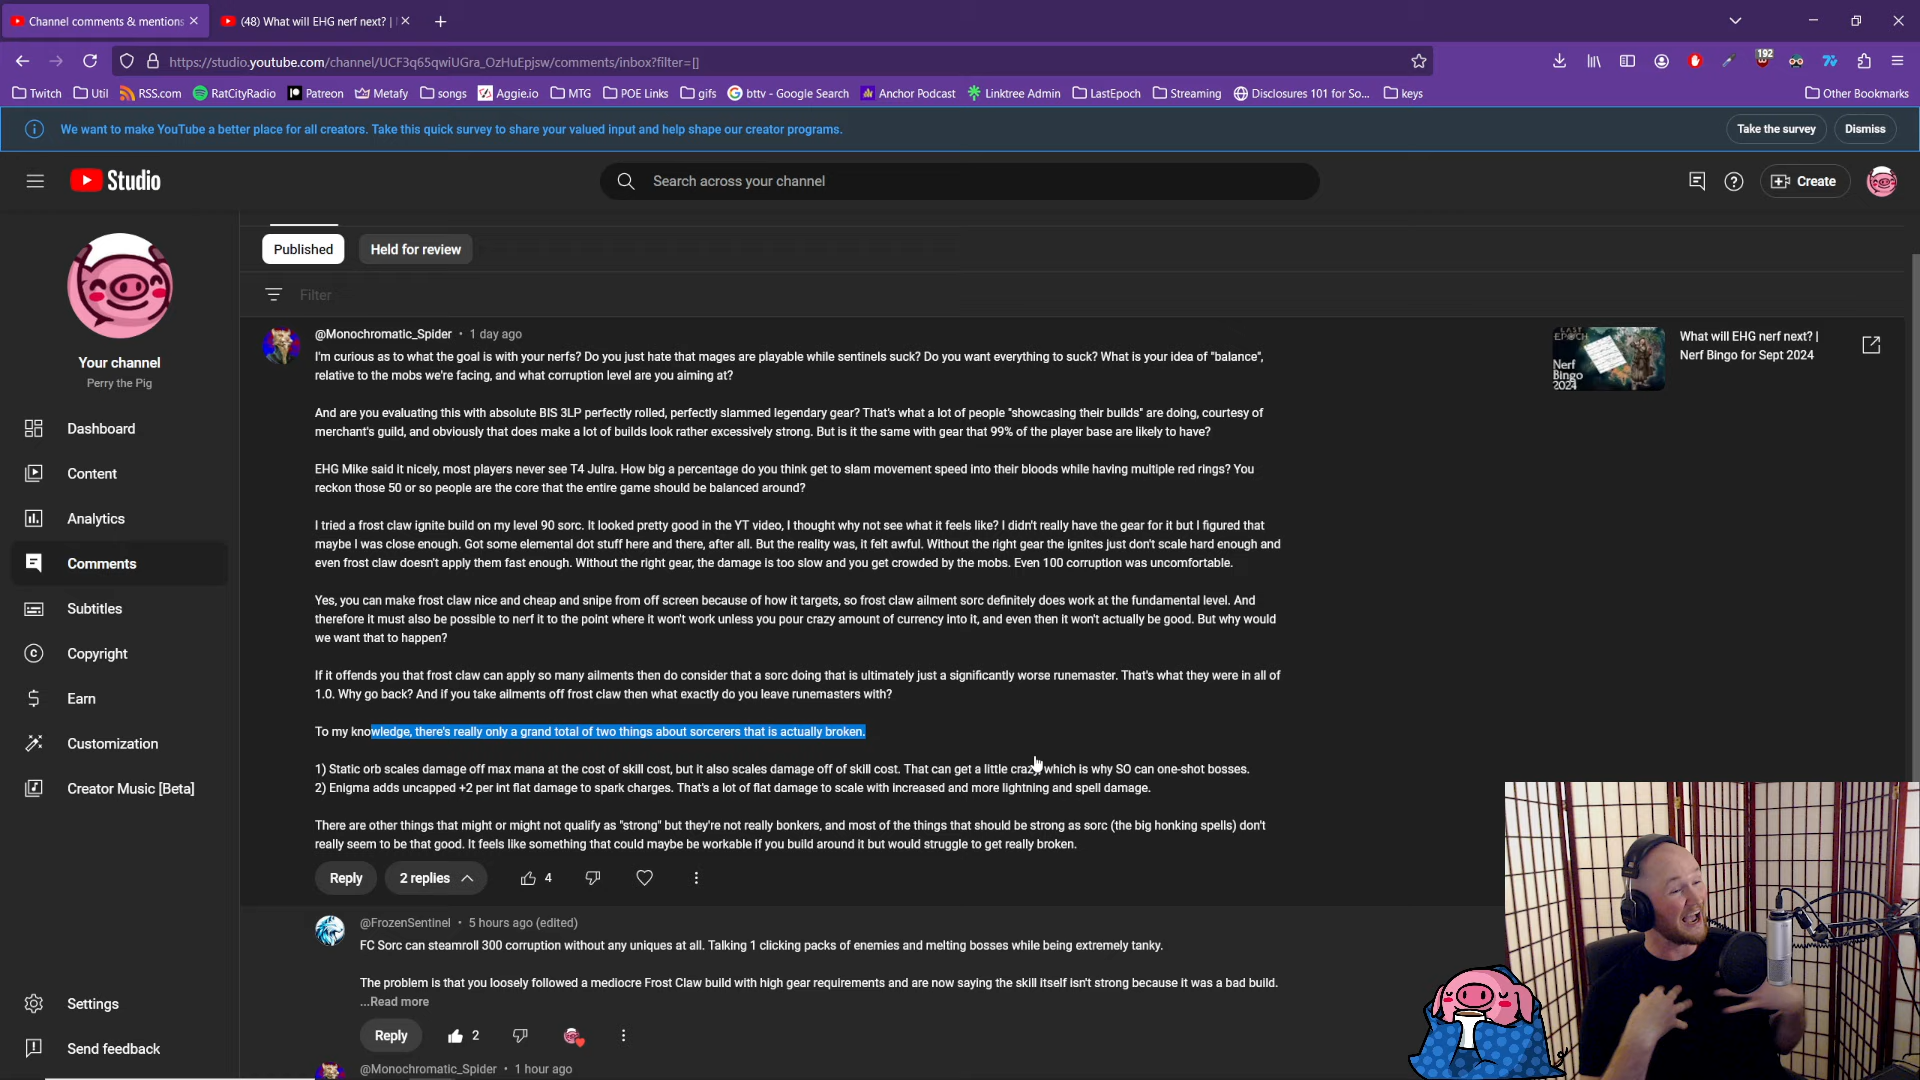 Channel comments & mentions
(48) What will EHG nerf next? |
https://studio.youtube.com/channel/UCF3q65qwiUGra_OzHuEpjsw/comments/inbox?filter=[]
192
Twitch Util RSS.com RatCityRadio Patreon Metafy songs Aggie.io MTG POE Links gifs bttv - Google Search Anchor Podcast Linktree Admin LastEpoch Streaming Disclosures 101 for So... keys Other Bookmarks
We want to make YouTube a better place for all creators. Take this quick survey to share your valued input and help shape our creator programs.
Take the survey Dismiss
Studio
Search across your channel
Create
Published Held for review
Filter
Your channel
Perry the Pig
Dashboard
Content
Analytics
Comments
Subtitles
Copyright
Earn
Customization
Creator Music [Beta]
Settings
Send feedback
@Monochromatic_Spider • 1 day ago
I'm curious as to what the goal is with your nerfs? Do you just hate that mages are playable while sentinels suck? Do you want everything to suck? What is your idea of "balance",
relative to the mobs we're facing, and what corruption level are you aiming at?
And are you evaluating this with absolute BIS 3LP perfectly rolled, perfectly slammed legendary gear? That's what a lot of people "showcasing their builds" are doing, courtesy of
merchant's guild, and obviously that does make a lot of builds look rather excessively strong. But is it the same with gear that 99% of the player base are likely to have?
EHG Mike said it nicely, most players never see T4 Julra. How big a percentage do you think get to slam movement speed into their bloods while having multiple red rings? You
reckon those 50 or so people are the core that the entire game should be balanced around?
I tried a frost claw ignite build on my level 90 sorc. It looked pretty good in the YT video, I thought why not see what it feels like? I didn't really have the gear for it but I figured that
maybe I was close enough. Got some elemental dot stuff here and there, after all. But the reality was, it felt awful. Without the right gear the ignites just don't scale hard enough and
even frost claw doesn't apply them fast enough. Without the right gear, the damage is too slow and you get crowded by the mobs. Even 100 corruption was uncomfortable.
Yes, you can make frost claw nice and cheap and snipe from off screen because of how it targets, so frost claw ailment sorc definitely does work at the fundamental level. And
therefore it must also be possible to nerf it to the point where it won't work unless you pour crazy amount of currency into it, and even then it won't actually be good. But why would
we want that to happen?
If it offends you that frost claw can apply so many ailments then do consider that a sorc doing that is ultimately just a significantly worse runemaster. That's what they were in all of
1.0. Why go back? And if you take ailments off frost claw then what exactly do you leave runemasters with?
To my knowledge, there's really only a grand total of two things about sorcerers that is actually broken.
1) Static orb scales damage off max mana at the cost of skill cost, but it also scales damage off of skill cost. That can get a little crazy, which is why SO can one-shot bosses.
2) Enigma adds uncapped +2 per int flat damage to spark charges. That's a lot of flat damage to scale with increased and more lightning and spell damage.
There are other things that might or might not qualify as "strong" but they're not really bonkers, and most of the things that should be strong as sorc (the big honking spells) don't
really seem to be that good. It feels like something that could maybe be workable if you build around it but would struggle to get really broken.
Reply 2 replies 4
LAST EPOCH
Nerf
Bingo
2024
What will EHG nerf next? |
Nerf Bingo for Sept 2024
@FrozenSentinel • 5 hours ago (edited)
FC Sorc can steamroll 300 corruption without any uniques at all. Talking 1 clicking packs of enemies and melting bosses while being extremely tanky.
The problem is that you loosely followed a mediocre Frost Claw build with high gear requirements and are now saying the skill itself isn't strong because it was a bad build.
...Read more
Reply 2
@Monochromatic_Spider • 1 hour ago